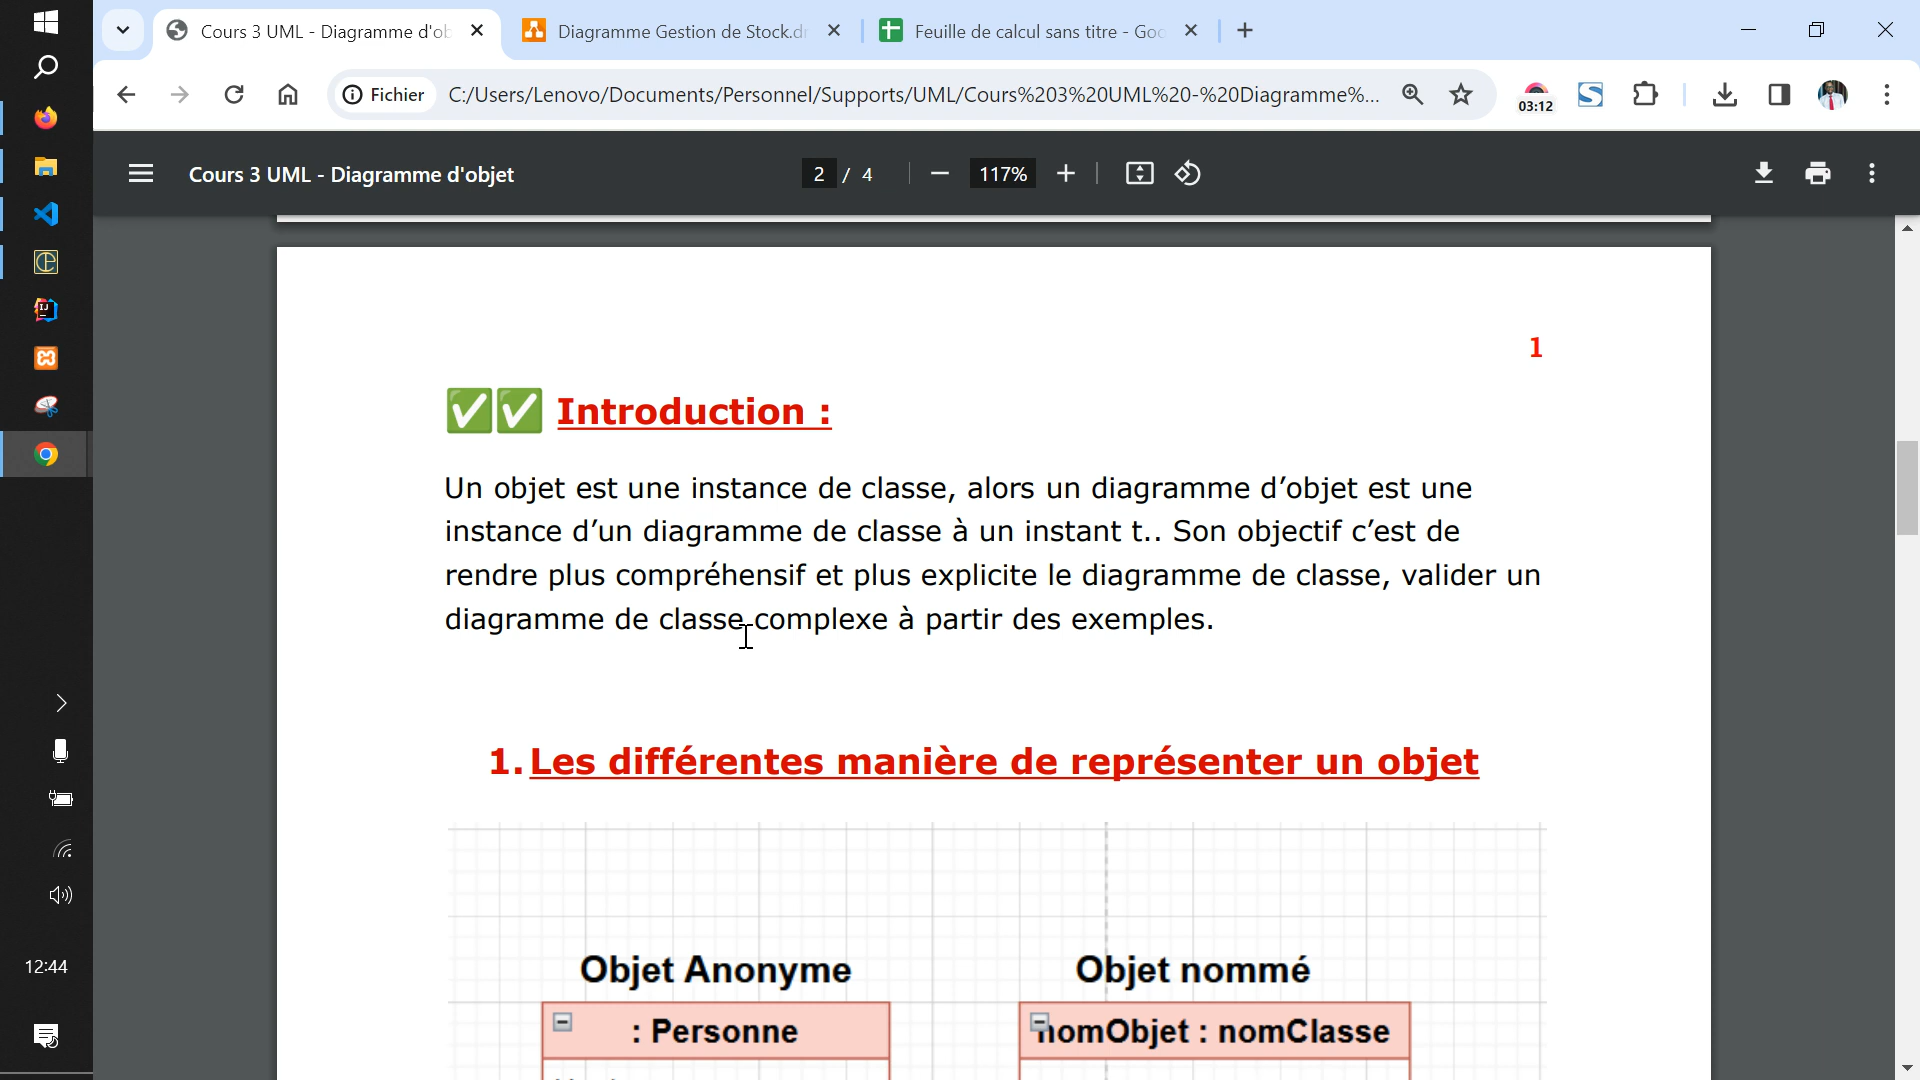 Cours 3 UML - Diagramme d'ob
Diagramme Gestion de Stock.dr
Feuille de calcul sans titre - Goo
Fichier
C:/Users/Lenovo/Documents/Personnel/Supports/UML/Cours%203%20UML%20-%20Diagramme%...
03:12
Cours 3 UML - Diagramme d'objet
2 / 4
117%
1
✅✅ Introduction :
Un objet est une instance de classe, alors un diagramme d’objet est une
instance d’un diagramme de classe à un instant t.. Son objectif c’est de
rendre plus compréhensif et plus explicite le diagramme de classe, valider un
diagramme de classe complexe à partir des exemples.
1. Les différentes manière de représenter un objet
Objet Anonyme
Objet nommé
: Personne
nomObjet : nomClasse
12:44